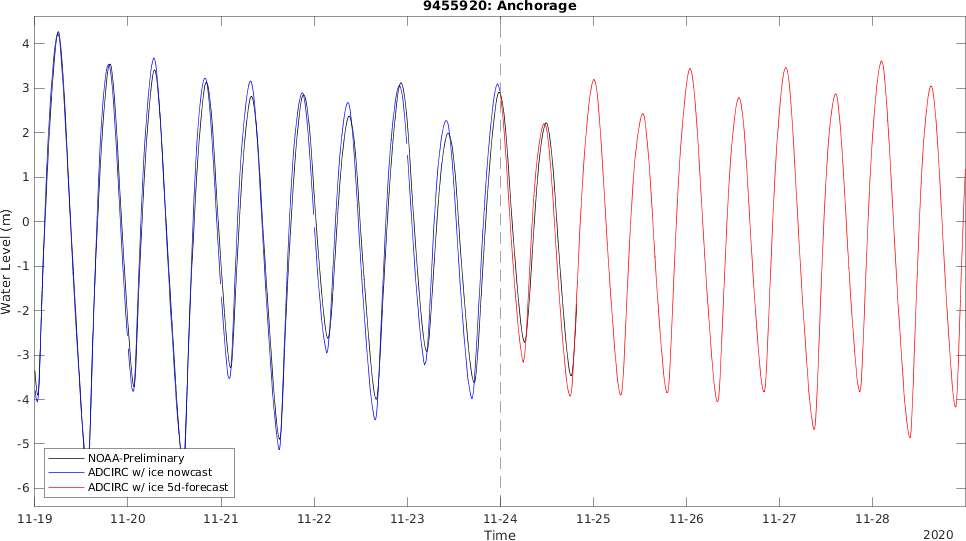 9455920: Anchorage
4
3
2
1
0
-1
-2
-3
-4
-5
-6
Water Level (m)
NOAA-Preliminary
ADCIRC w/ ice nowcast
ADCIRC w/ ice 5d-forecast
11-19 11-20 11-21 11-22 11-23 11-24 11-25 11-26 11-27 11-28
Time
2020